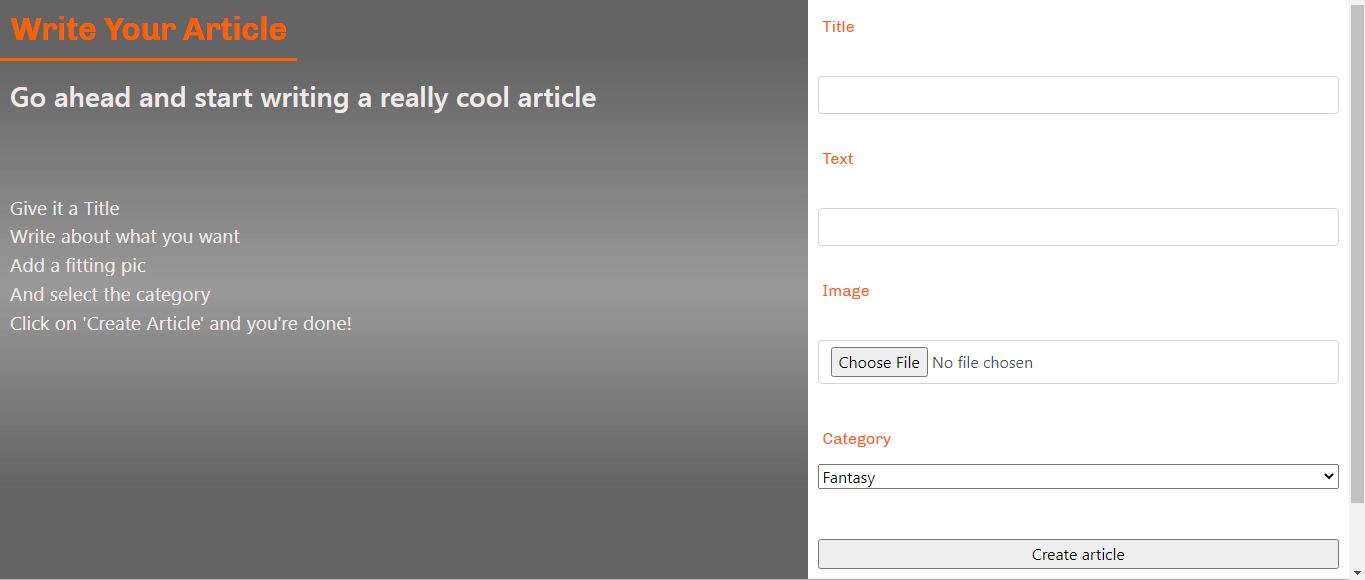 Write Your Article
Go ahead and start writing a really cool article
Give it a Title
Write about what you want
Add a fitting pic
And select the category
Click on 'Create Article' and you're done!
Title
Text
Image
Choose File No file chosen
Category
Fantasy
Create article